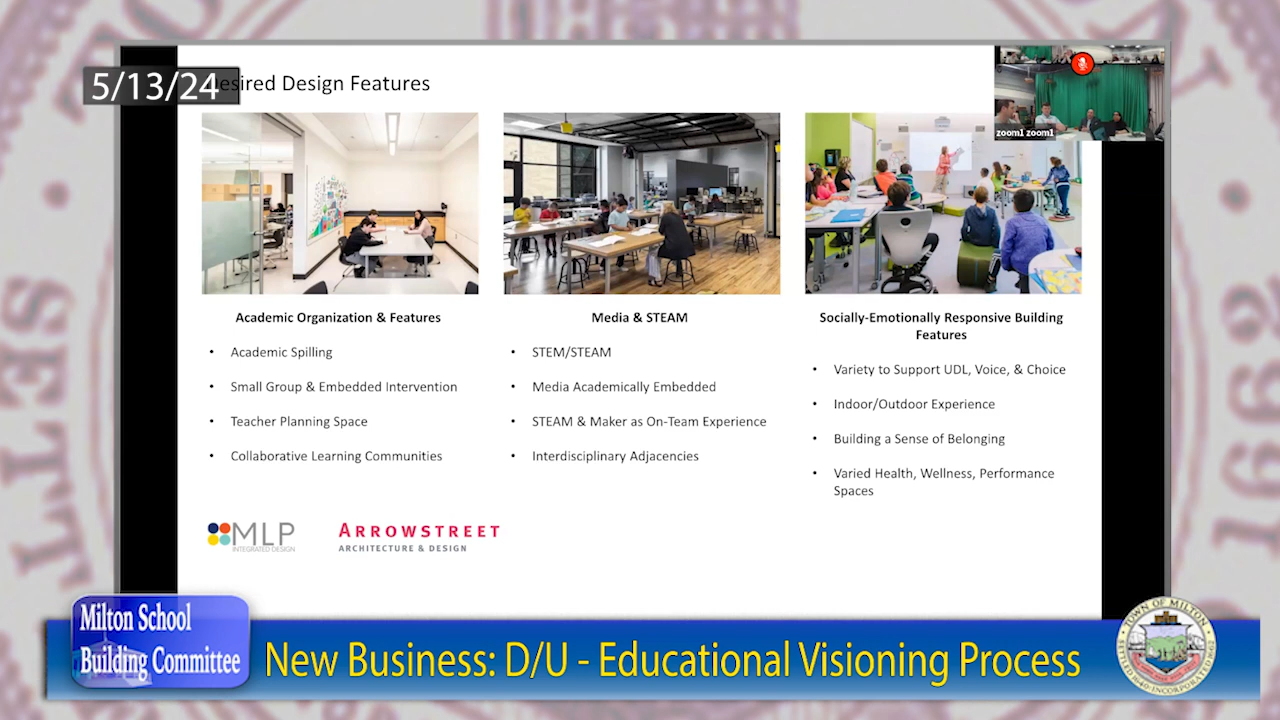 5/13/24
esired Design Features
zoom1 zoom1
Academic Organization & Features
• Academic Spilling
• Small Group & Embedded Intervention
• Teacher Planning Space
• Collaborative Learning Communities
Media & STEAM
• STEM/STEAM
• Media Academically Embedded
• STEAM & Maker as On-Team Experience
• Interdisciplinary Adjacencies
Socially-Emotionally Responsive Building
Features
• Variety to Support UDL, Voice, & Choice
• Indoor/Outdoor Experience
• Building a Sense of Belonging
• Varied Health, Wellness, Performance
Spaces
MLP
INTEGRATED DESIGN
ARROWSTREET
ARCHITECTURE & DESIGN
Milton School
Building Committee
New Business: D/U - Educational Visioning Process
TOWN OF MILTON
SETTLED 1640 INCORPORATED 1662